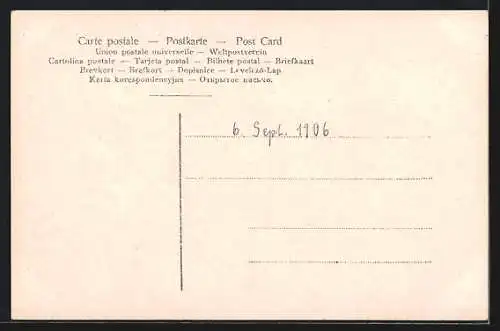 Carte postale — Postkarte — Post Card
Union postale universelle — Weltpostverein
Cartolina postale — Tarjeta postal — Bilhete postal — Briefkaart
Brevkort — Brefkort — Dopisnice — Levelező-Lap
Karta korespondencyjna — Открытое письмо.
6. Sept. 1906